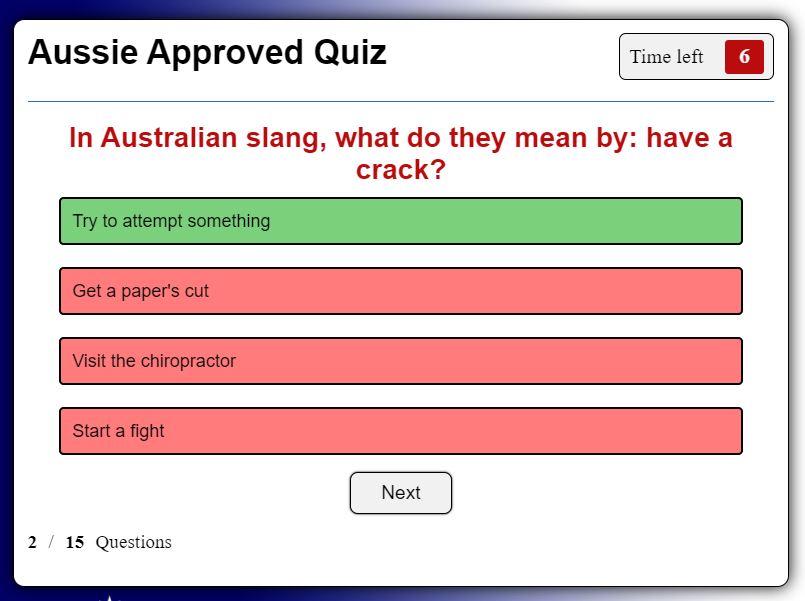 Aussie Approved Quiz
Time left 6
In Australian slang, what do they mean by: have a
crack?
Try to attempt something
Get a paper's cut
Visit the chiropractor
Start a fight
Next
2 / 15 Questions